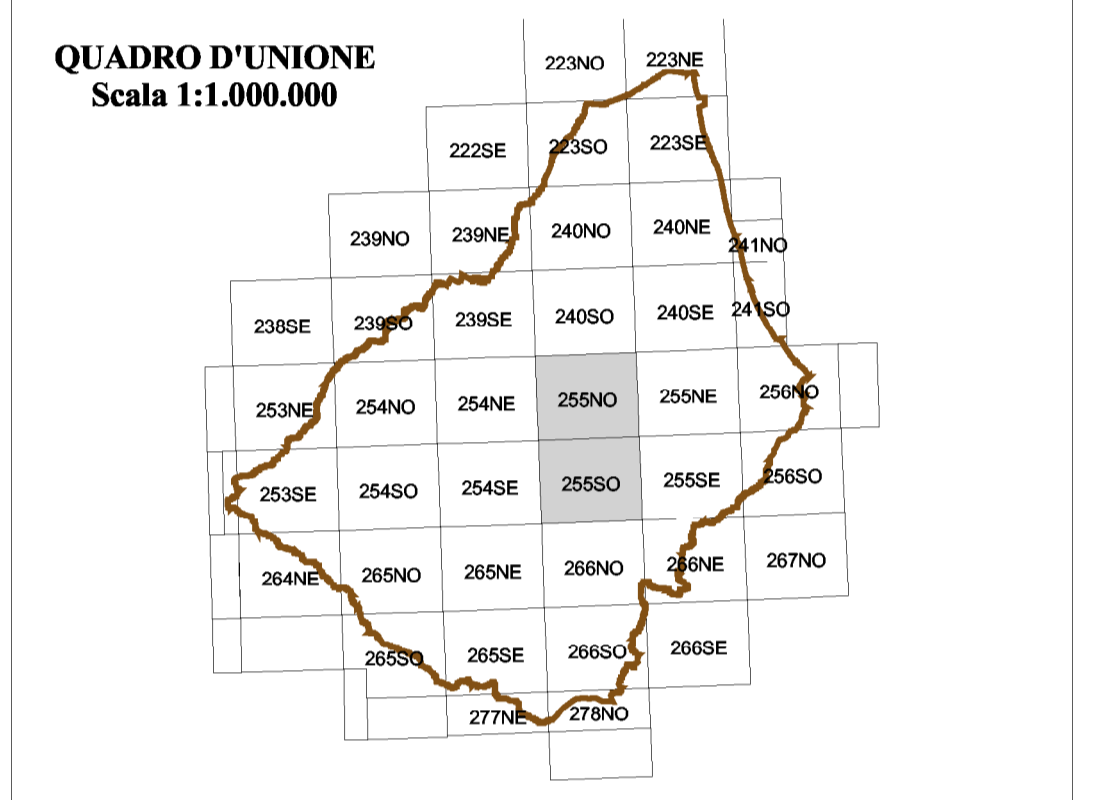 QUADRO D'UNIONE
Scala 1:1.000.000
223NO 223NE
222SE 223SO 223SE
239NO 239NE 240NO 240NE 241NO
238SE 239SO 239SE 240SO 240SE 241SO
253NE 254NO 254NE 255NO 255NE 256NO
253SE 254SO 254SE 255SO 255SE 256SO
264NE 265NO 265NE 266NO 266NE 267NO
265SO 265SE 266SO 266SE
277NE 278NO